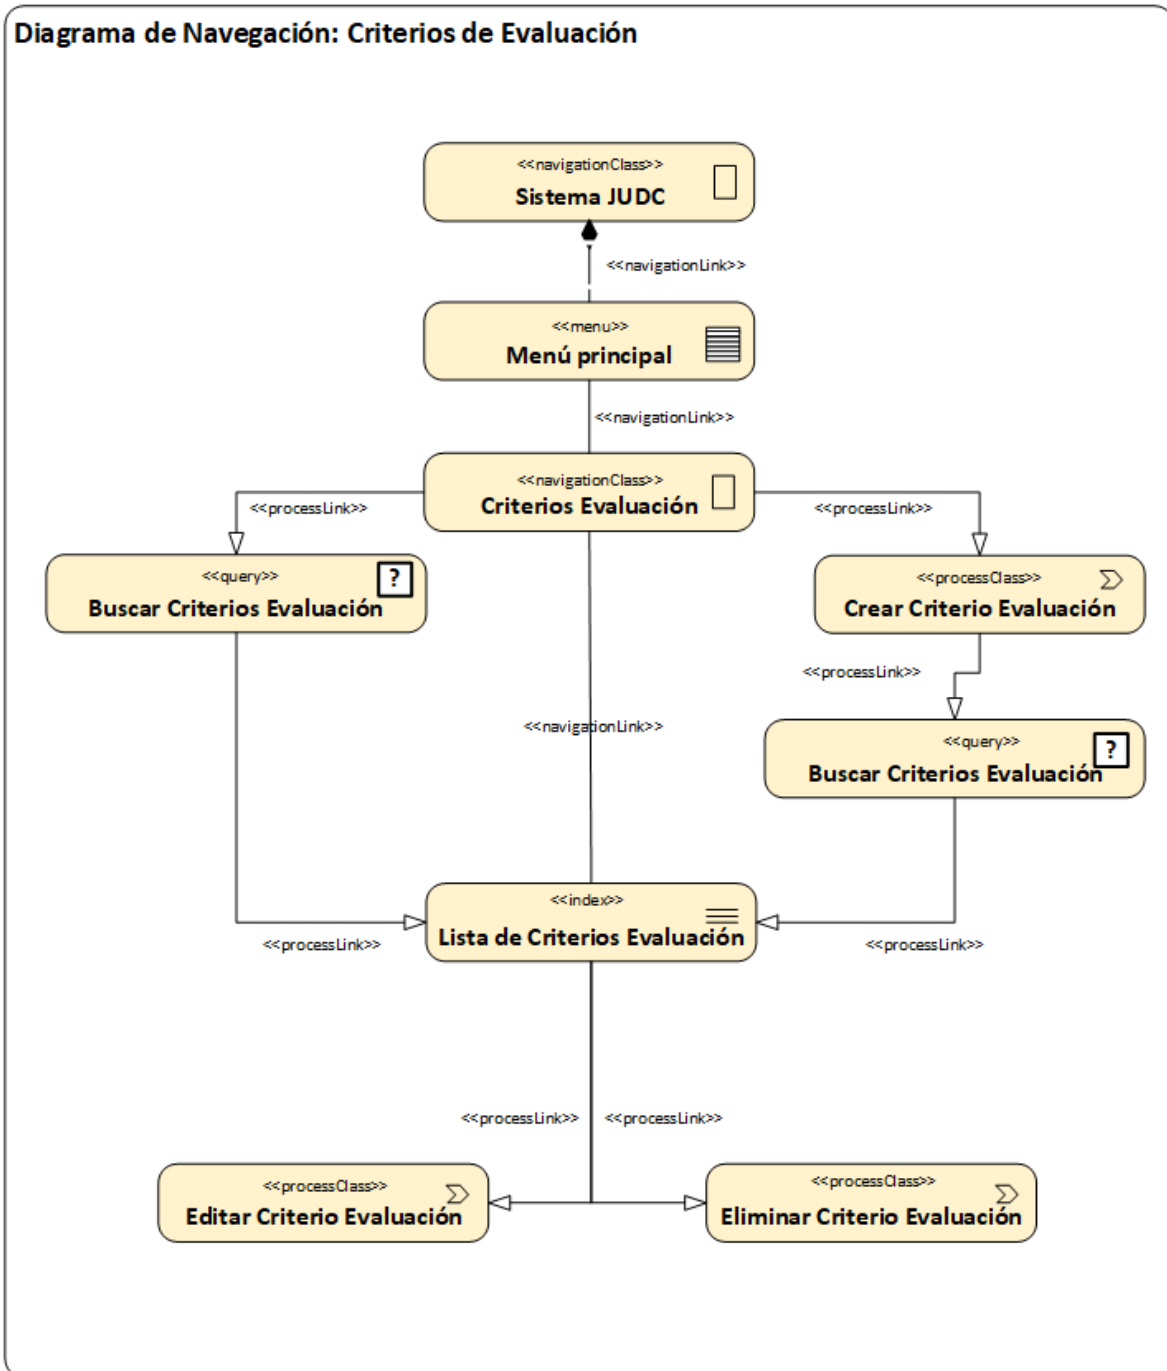 Diagrama de Navegación: Criterios de Evaluación
<<navigationClass>>
Sistema JUDC
<<navigationLink>>
<<menu>>
Menú principal
<<navigationLink>>
<<navigationClass>>
Criterios Evaluación
<<processLink>>
<<processLink>>
<<query>>
?
Buscar Criterios Evaluación
<<processClass>>
Crear Criterio Evaluación
<<processLink>>
<<navigationLink>>
<<query>>
?
Buscar Criterios Evaluación
<<index>>
Lista de Criterios Evaluación
<<processLink>>
<<processLink>>
<<processLink>>
<<processLink>>
<<processClass>>
Editar Criterio Evaluación
<<processClass>>
Eliminar Criterio Evaluación